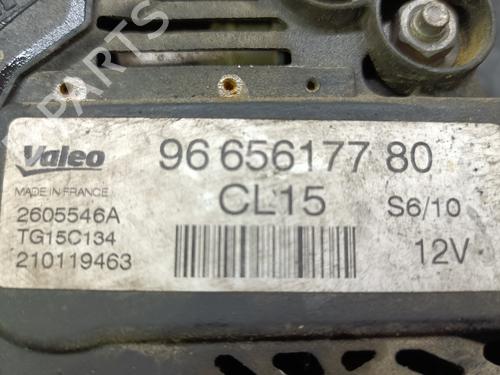 PARTS
Valeo
96 656177 80
MADE IN FRANCE
CL15
S6/10
2605546A
TG15C134
210119463
12V